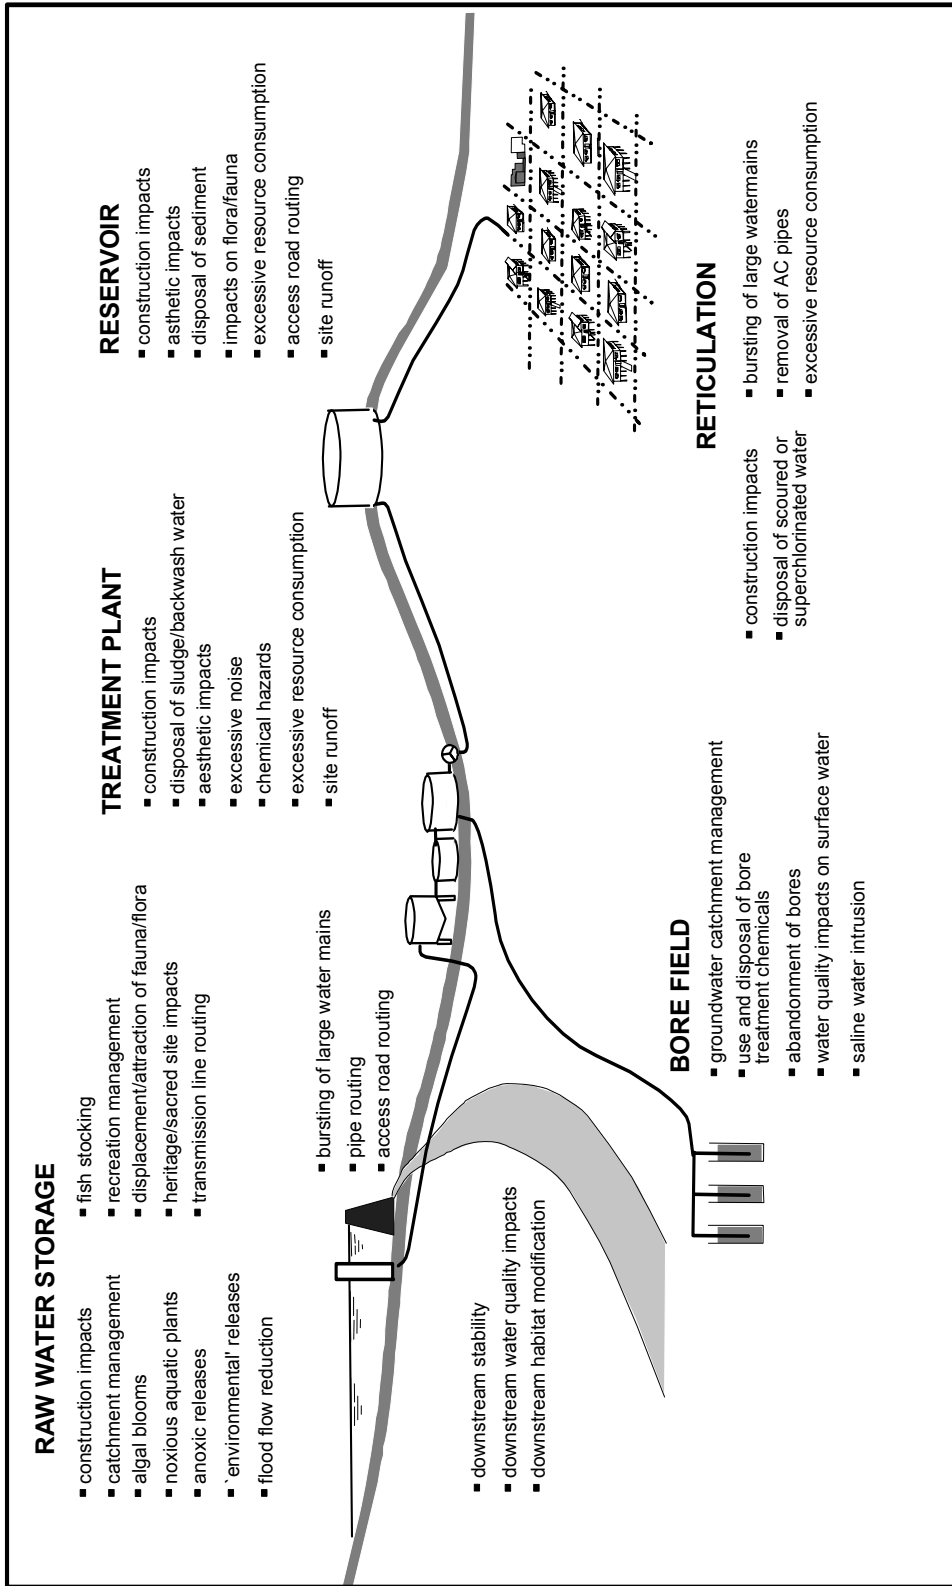 RAW WATER STORAGE
▪ construction impacts
▪ catchment management
▪ algal blooms
▪ noxious aquatic plants
▪ anoxic releases
▪ `environmental' releases
▪ flood flow reduction
▪ fish stocking
▪ recreation management
▪ displacement/attraction of fauna/flora
▪ heritage/sacred site impacts
▪ transmission line routing
TREATMENT PLANT
▪ construction impacts
▪ disposal of sludge/backwash water
▪ aesthetic impacts
▪ excessive noise
▪ chemical hazards
▪ excessive resource consumption
▪ site runoff
RESERVOIR
▪ construction impacts
▪ asthetic impacts
▪ disposal of sediment
▪ impacts on flora/fauna
▪ excessive resource consumption
▪ access road routing
▪ site runoff
▪ bursting of large water mains
▪ pipe routing
▪ access road routing
▪ downstream stability
▪ downstream water quality impacts
▪ downstream habitat modification
BORE FIELD
▪ groundwater catchment management
▪ use and disposal of bore
treatment chemicals
▪ abandonment of bores
▪ water quality impacts on surface water
▪ saline water intrusion
RETICULATION
▪ construction impacts
▪ disposal of scoured or
superchlorinated water
▪ bursting of large watermains
▪ removal of AC pipes
▪ excessive resource consumption